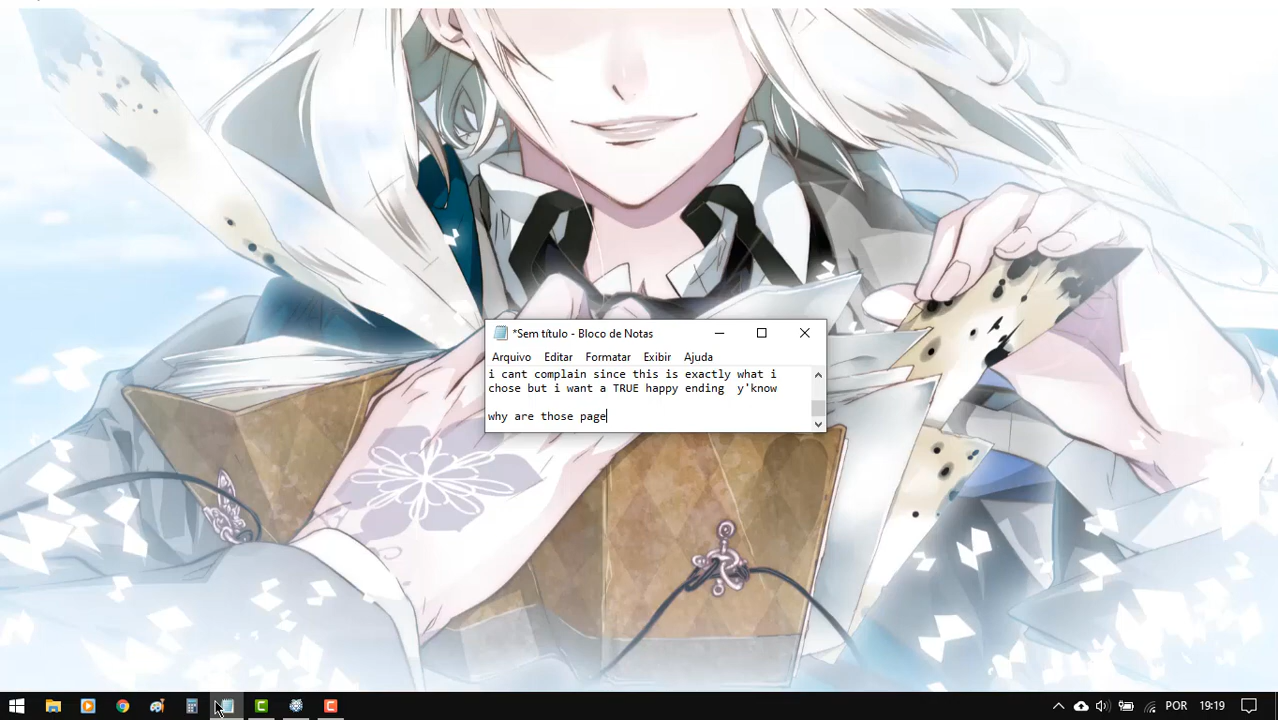 *Sem título - Bloco de Notas
Arquivo Editar Formatar Exibir Ajuda
i cant complain since this is exactly what i
chose but i want a TRUE happy ending  y'know
why are those page
POR 19:19